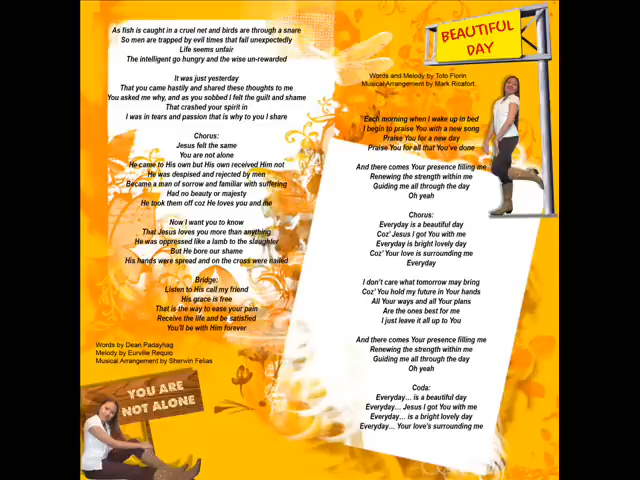 As fish is caught in a cruel net and birds are through a snare
So men are trapped by evil times that fall unexpectedly
Life seems unfair
The intelligent go hungry and the wise un-rewarded
It was just yesterday
That you came hastily and shared these thoughts to me
You asked me why, and as you sobbed I felt the guilt and shame
That crashed your spirit in
I was in tears and passion that is why to you I share
Chorus:
Jesus felt the same
You are not alone
He came to His own but His own received Him not
He was despised and rejected by men
Became a man of sorrow and familiar with suffering
Had no beauty or majesty
He took them off coz He loves you and me
Now I want you to know
That Jesus loves you more than anything
He was oppressed like a lamb to the slaughter
But He bore our shame
His hands were spread and on the cross were nailed
Bridge:
Listen to His call my friend
His grace is free
That is the way to ease your pain
Receive the life and be satisfied
You'll be with Him forever
Words by Dean Padayhag
Melody by Eurville Requio
Musical Arrangement by Sherwin Felias
YOU ARE
NOT ALONE
BEAUTIFUL
DAY
Words and Melody by Toto Florin
Musical Arrangement by Mark Ricafort
Each morning when I wake up in bed
I begin to praise You with a new song
Praise You for a new day
Praise You for all that You've done
And there comes Your presence filling me
Renewing the strength within me
Guiding me all through the day
Oh yeah
Chorus:
Everyday is a beautiful day
Coz' Jesus I got You with me
Everyday is bright lovely day
Coz' Your love is surrounding me
Everyday
I don't care what tomorrow may bring
Coz' You hold my future in Your hands
All Your ways and all Your plans
Are the ones best for me
I just leave it all up to You
And there comes Your presence filling me
Renewing the strength within me
Guiding me all through the day
Oh yeah
Coda:
Everyday... is a beautiful day
Everyday... Jesus I got You with me
Everyday... is a bright lovely day
Everyday... Your love's surrounding me